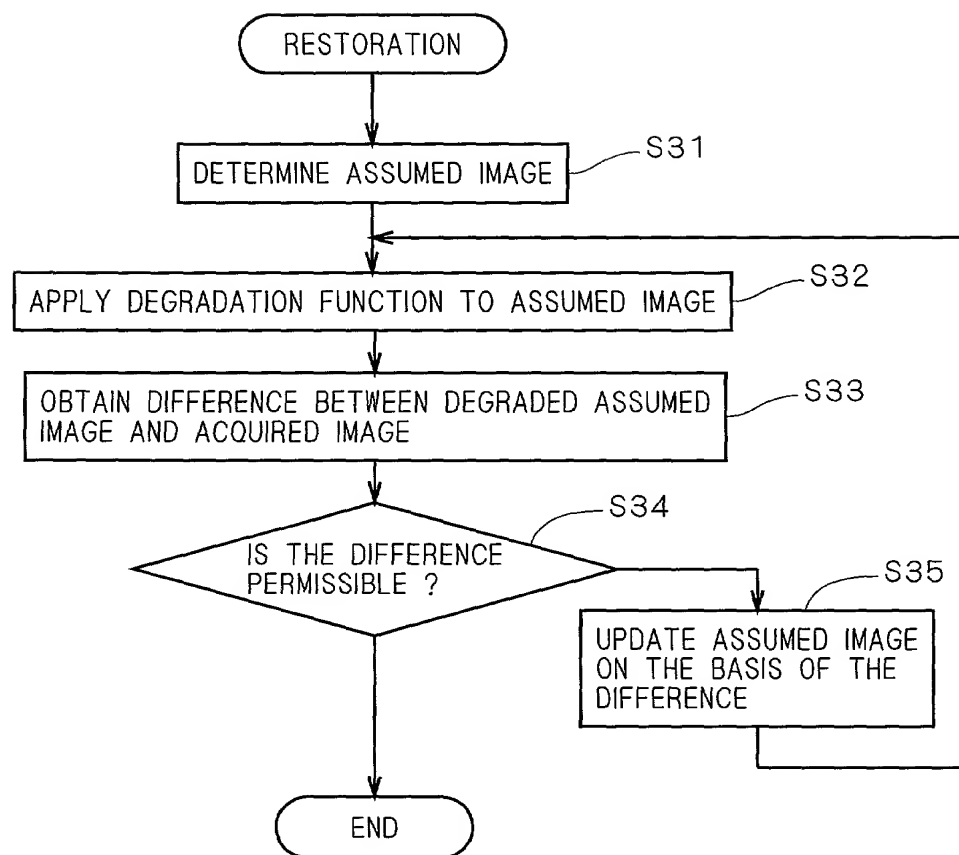 RESTORATION
S31
DETERMINE ASSUMED IMAGE
S32
APPLY DEGRADATION FUNCTION TO ASSUMED IMAGE
S33
OBTAIN DIFFERENCE BETWEEN DEGRADED ASSUMED
IMAGE AND ACQUIRED IMAGE
S34
IS THE DIFFERENCE
PERMISSIBLE ?
S35
UPDATE ASSUMED IMAGE
ON THE BASIS OF THE
DIFFERENCE
END